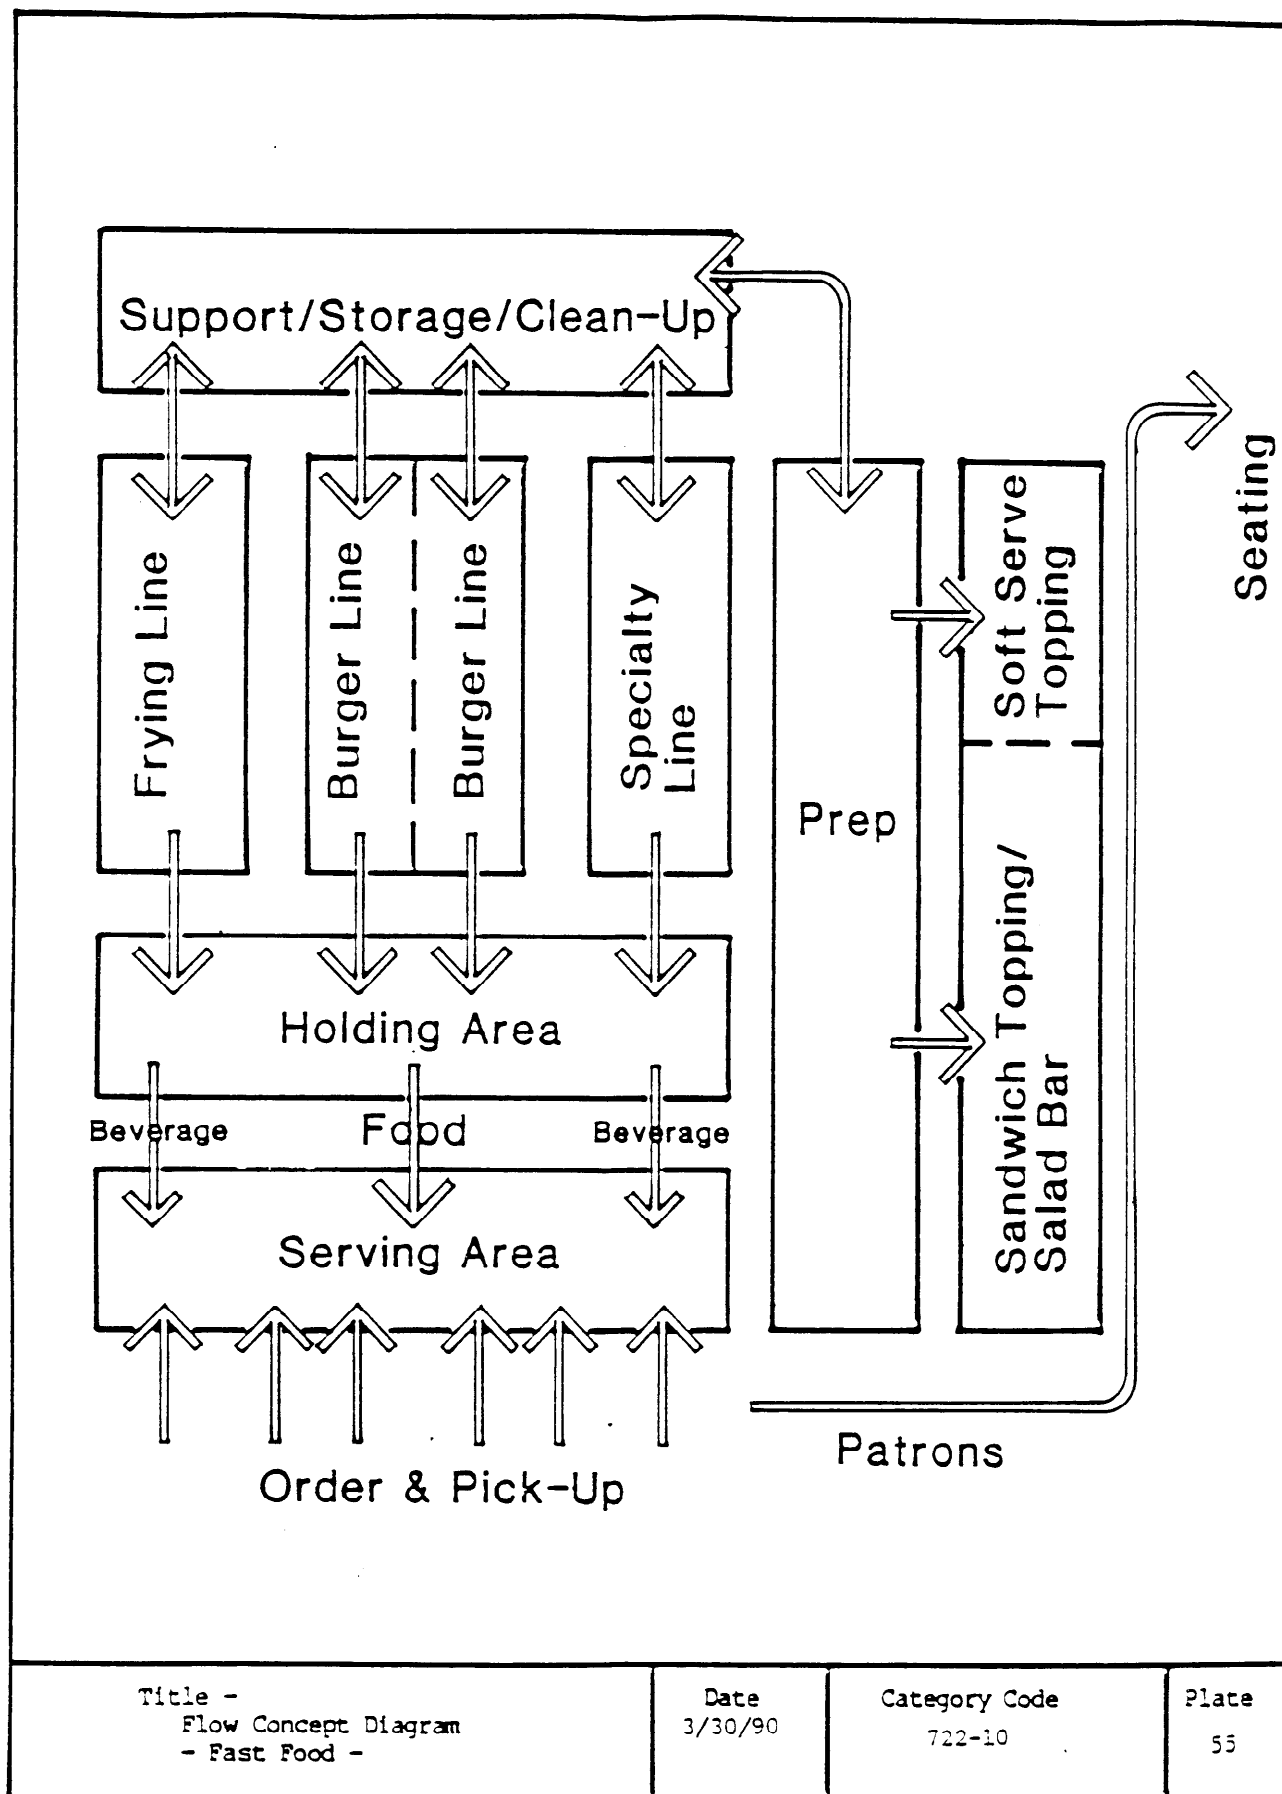 Support/Storage/Clean-Up
Frying Line
Burger Line
Burger Line
Specialty
Line
Prep
Soft Serve
Topping
Sandwich Topping/
Salad Bar
Seating
Holding Area
Beverage
Food
Beverage
Serving Area
Order & Pick-Up
Patrons
Title -
Flow Concept Diagram
- Fast Food -
Date
3/30/90
Category Code
722-10
Plate
55